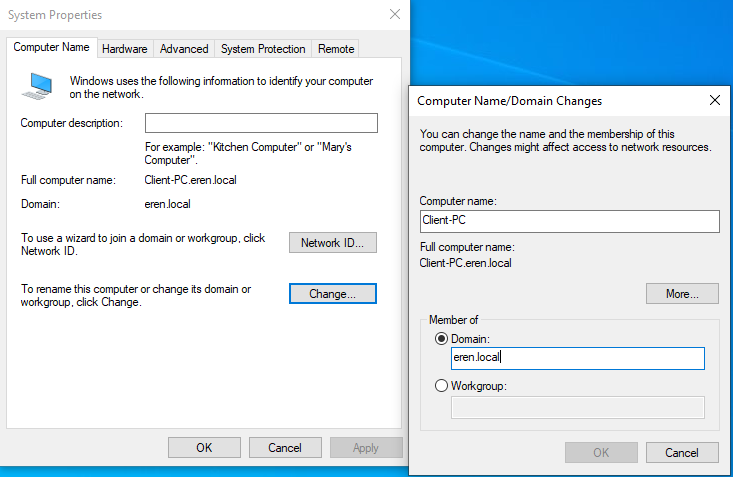 System Properties
Computer Name
Hardware
Advanced
System Protection
Remote
Windows uses the following information to identify your computer
on the network.
Computer description:
For example: "Kitchen Computer" or "Mary's
Computer".
Full computer name:
Client-PC.eren.local
Domain:
eren.local
To use a wizard to join a domain or workgroup, click
Network ID.
Network ID...
To rename this computer or change its domain or
workgroup, click Change.
Change...
OK
Cancel
Apply
Computer Name/Domain Changes
You can change the name and the membership of this
computer. Changes might affect access to network resources.
Computer name:
Client-PC
Full computer name:
Client-PC.eren.local
More...
Member of
Domain:
eren.local
Workgroup:
OK
Cancel